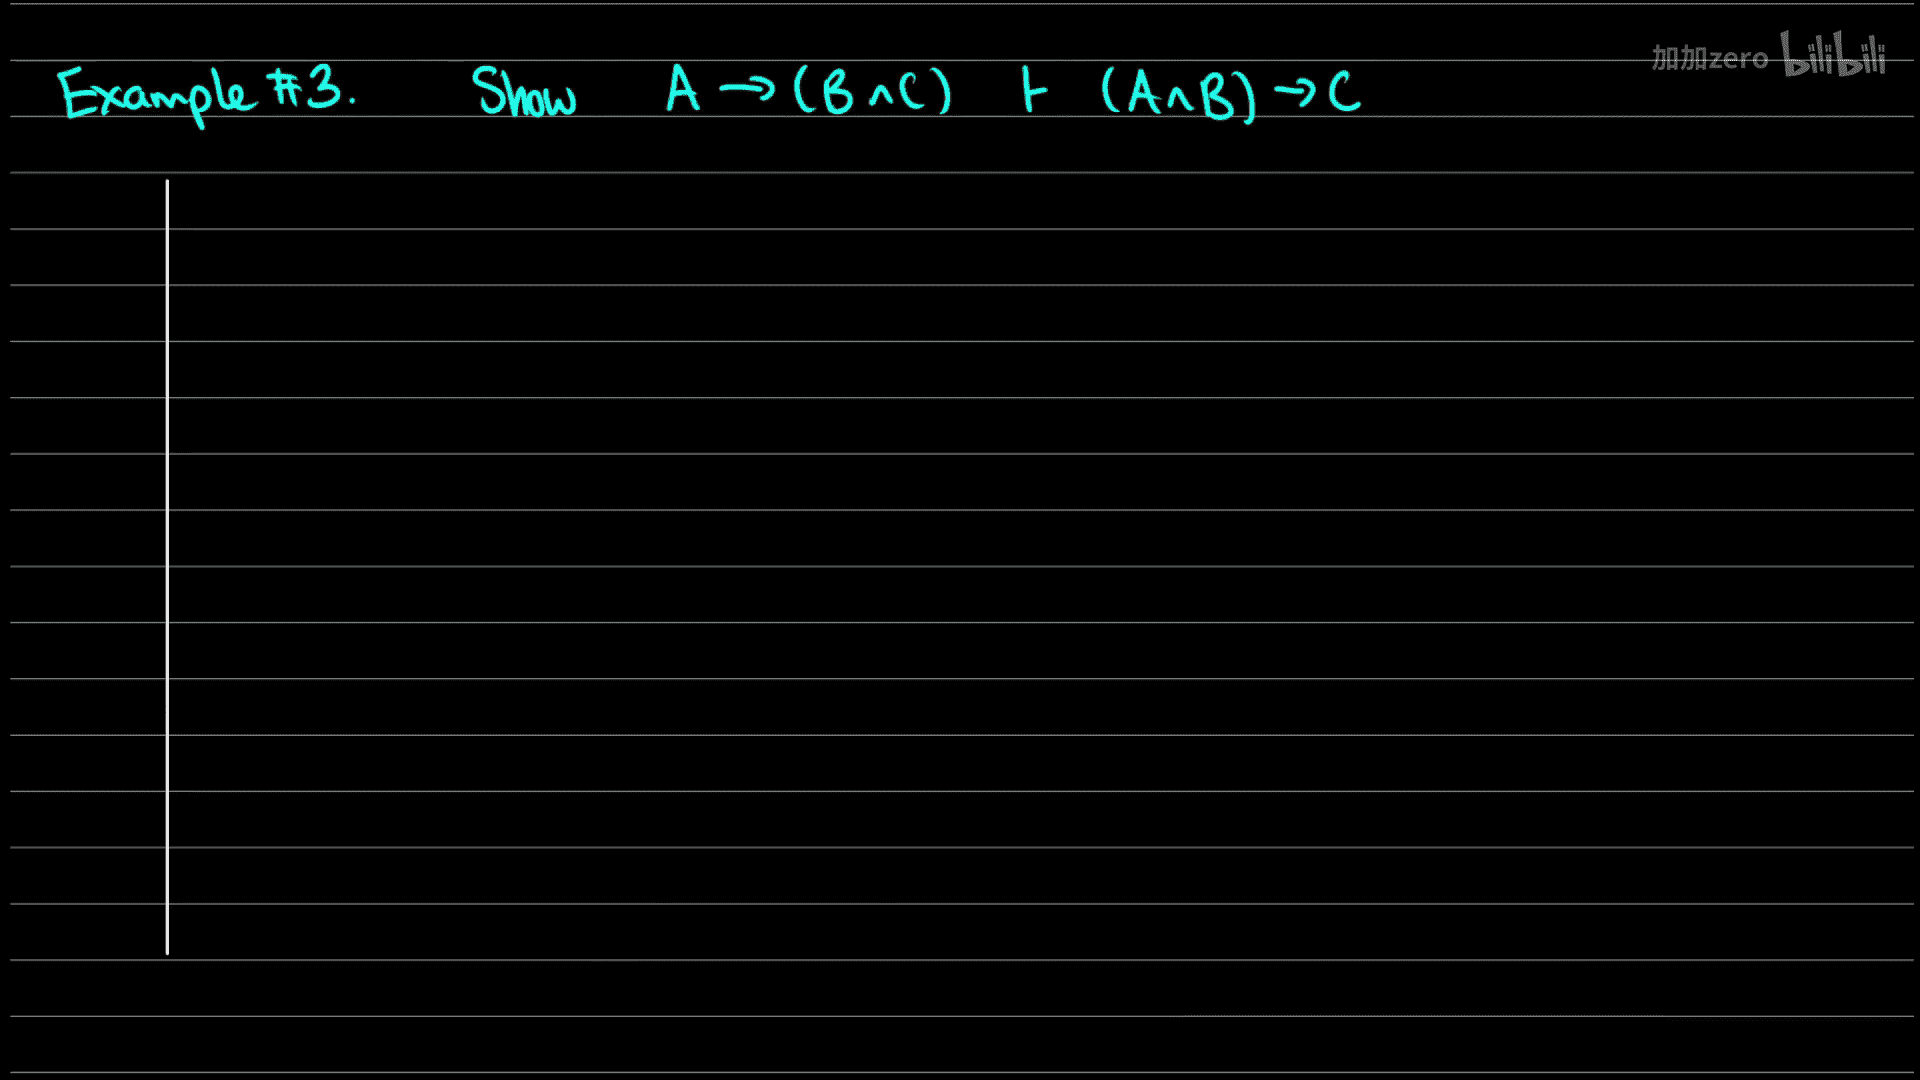 加加zero bilibili
Example #3. Show A → (B ∧ C) ⊢ (A ∧ B) → C